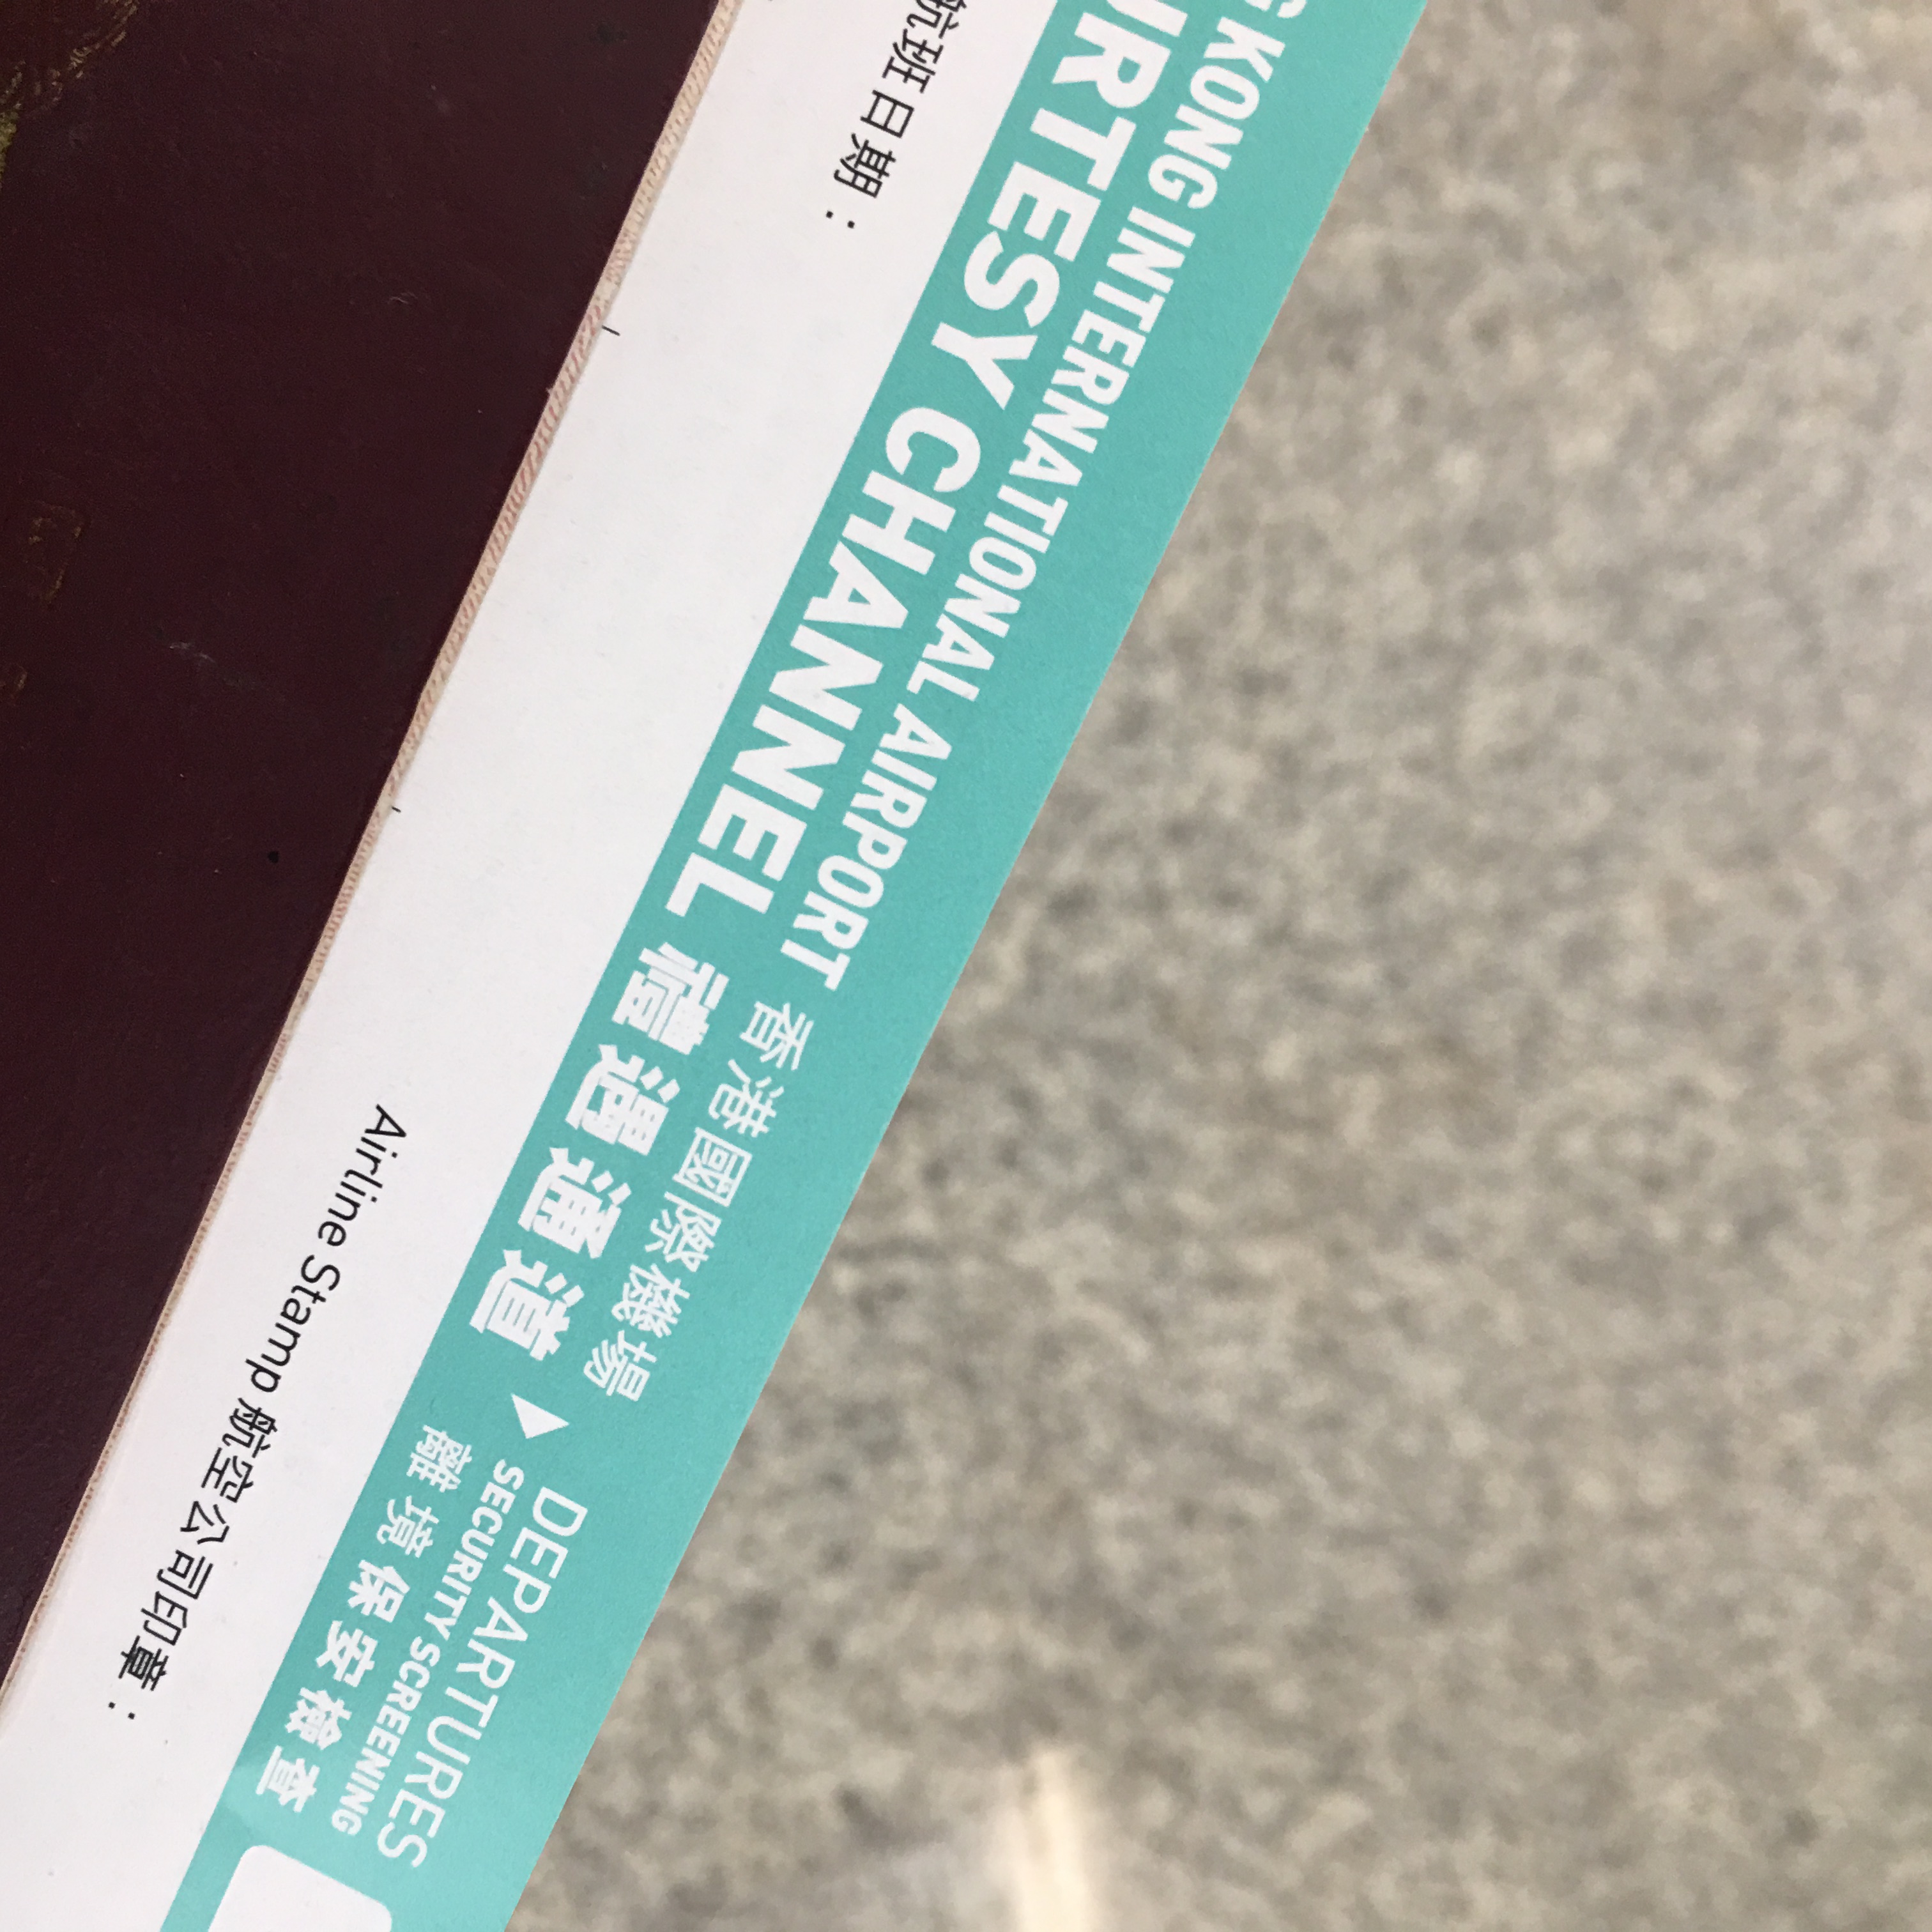 G KONG INTERNATIONAL AIRPORT 香港國際機場
URTESY CHANNEL 禮遇通道
DEPARTURES
SECURITY SCREENING
離境保安檢查
航班日期：
Airline Stamp 航空公司印章：